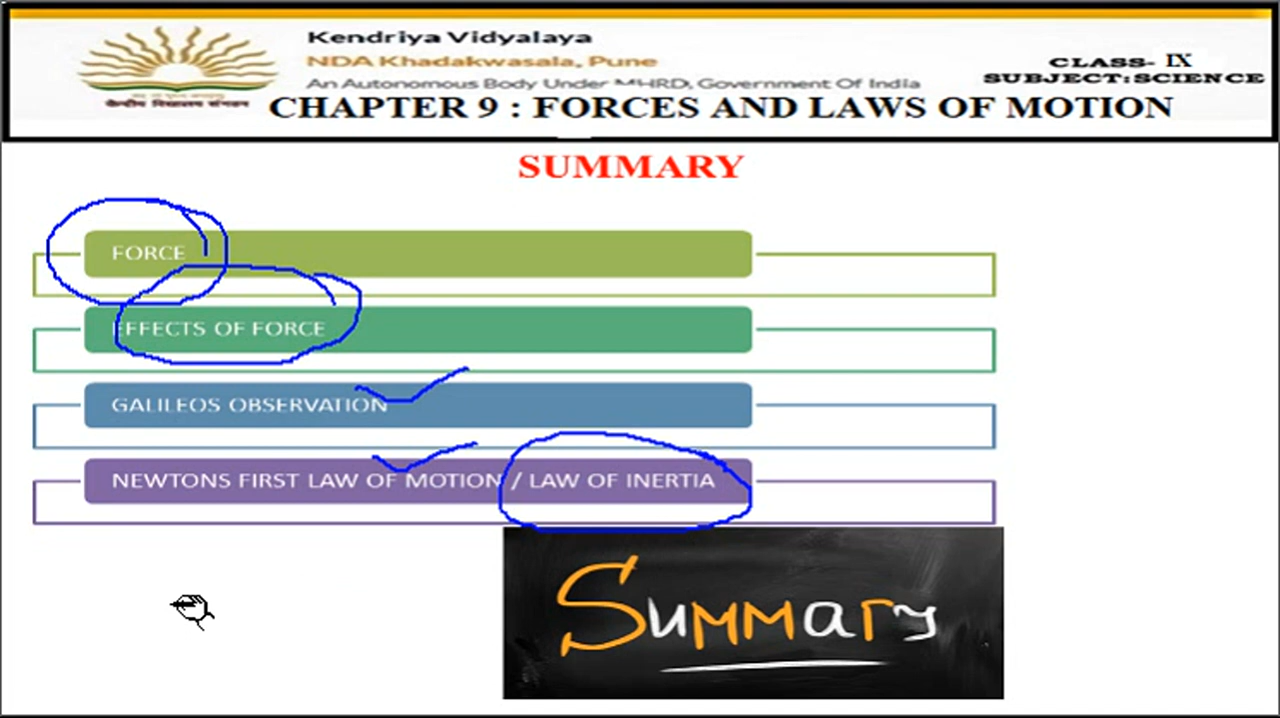 Kendriya Vidyalaya
NDA Khadakwasala, Pune
An Autonomous Body Under MHRD, Government Of India
CLASS- IX
SUBJECT:SCIENCE
केन्द्रीय विद्यालय संगठन
CHAPTER 9 : FORCES AND LAWS OF MOTION
SUMMARY
FORCE
EFFECTS OF FORCE
GALILEOS OBSERVATION
NEWTONS FIRST LAW OF MOTION / LAW OF INERTIA
Summary